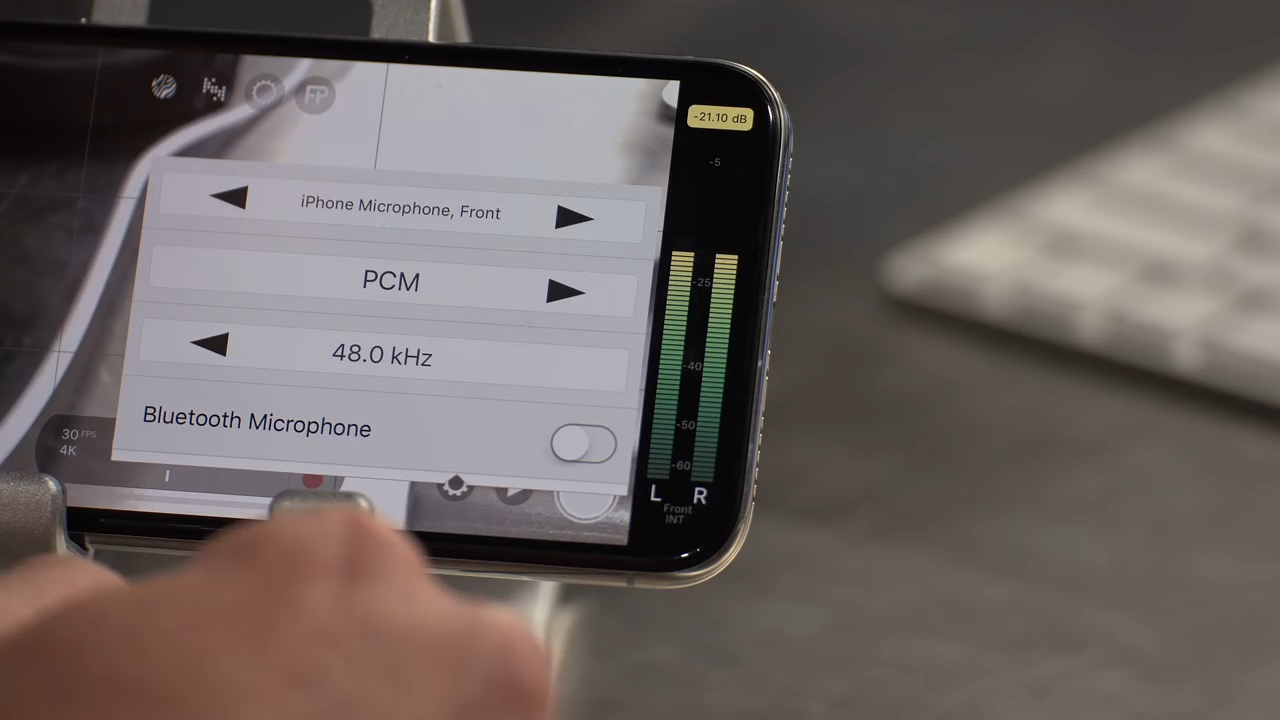 FP
-21.10 dB
-5
iPhone Microphone, Front
PCM
-25
48.0 kHz
-40
Bluetooth Microphone
-50
30 FPS
4K
-60
L R
Front
INT